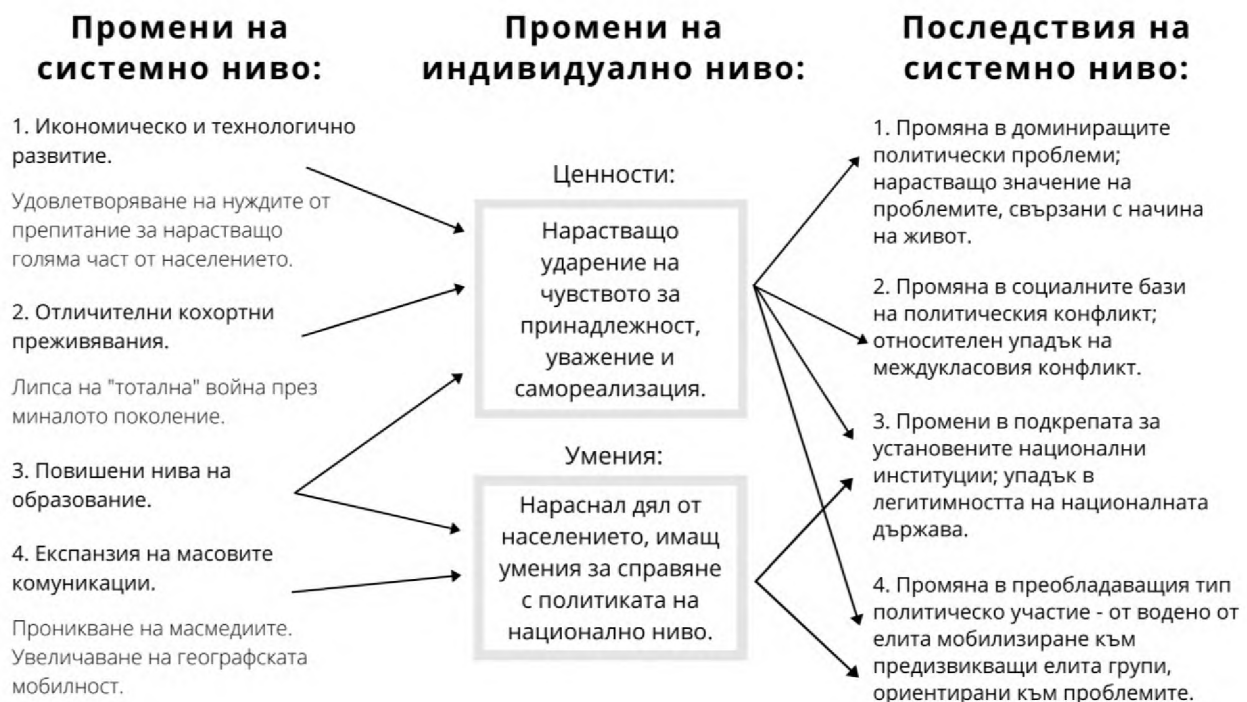 Промени на
системно ниво:
1. Икономическо и технологично
развитие.
Удовлетворяване на нуждите от
препитание за нарастващо
голяма част от населението.
2. Отличителни кохортни
преживявания.
Липса на "тотална" война през
миналото поколение.
3. Повишени нива на
образование.
4. Експанзия на масовите
комуникации.
Проникване на масмедиите.
Увеличаване на географската
мобилност.
Промени на
индивидуално ниво:
Ценности:
Нарастващо
ударение на
чувството за
принадлежност,
уважение и
самореализация.
Умения:
Нараснал дял от
населението, имащ
умения за справяне
с политиката на
национално ниво.
Последствия на
системно ниво:
1. Промяна в доминиращите
политически проблеми;
нарастващо значение на
проблемите, свързани с начина
на живот.
2. Промяна в социалните бази
на политическия конфликт;
относителен упадък на
междукласовия конфликт.
3. Промени в подкрепата за
установените национални
институции; упадък в
легитимността на националната
държава.
4. Промяна в преобладаващия тип
политическо участие - от водено от
елита мобилизиране към
предизвикващи елита групи,
ориентирани към проблемите.